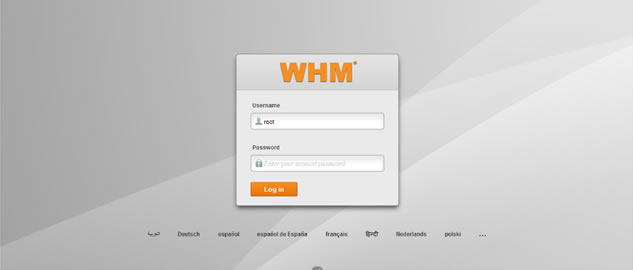 WHM®
Username
root
Password
Enter your account password.
Log in
العربية Deutsch español español de España français हिन्दी Nederlands polski ...